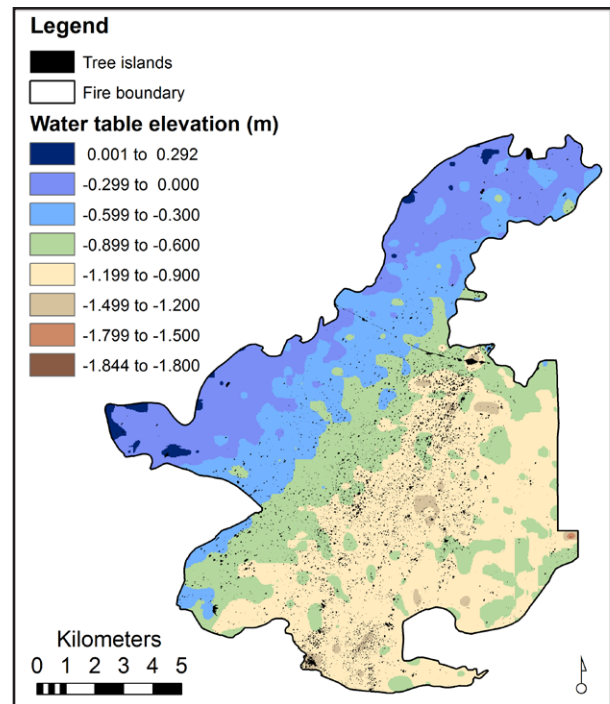 Legend
Tree islands
Fire boundary
Water table elevation (m)
0.001 to 0.292
-0.299 to 0.000
-0.599 to -0.300
-0.899 to -0.600
-1.199 to -0.900
-1.499 to -1.200
-1.799 to -1.500
-1.844 to -1.800
Kilometers
0 1 2 3 4 5